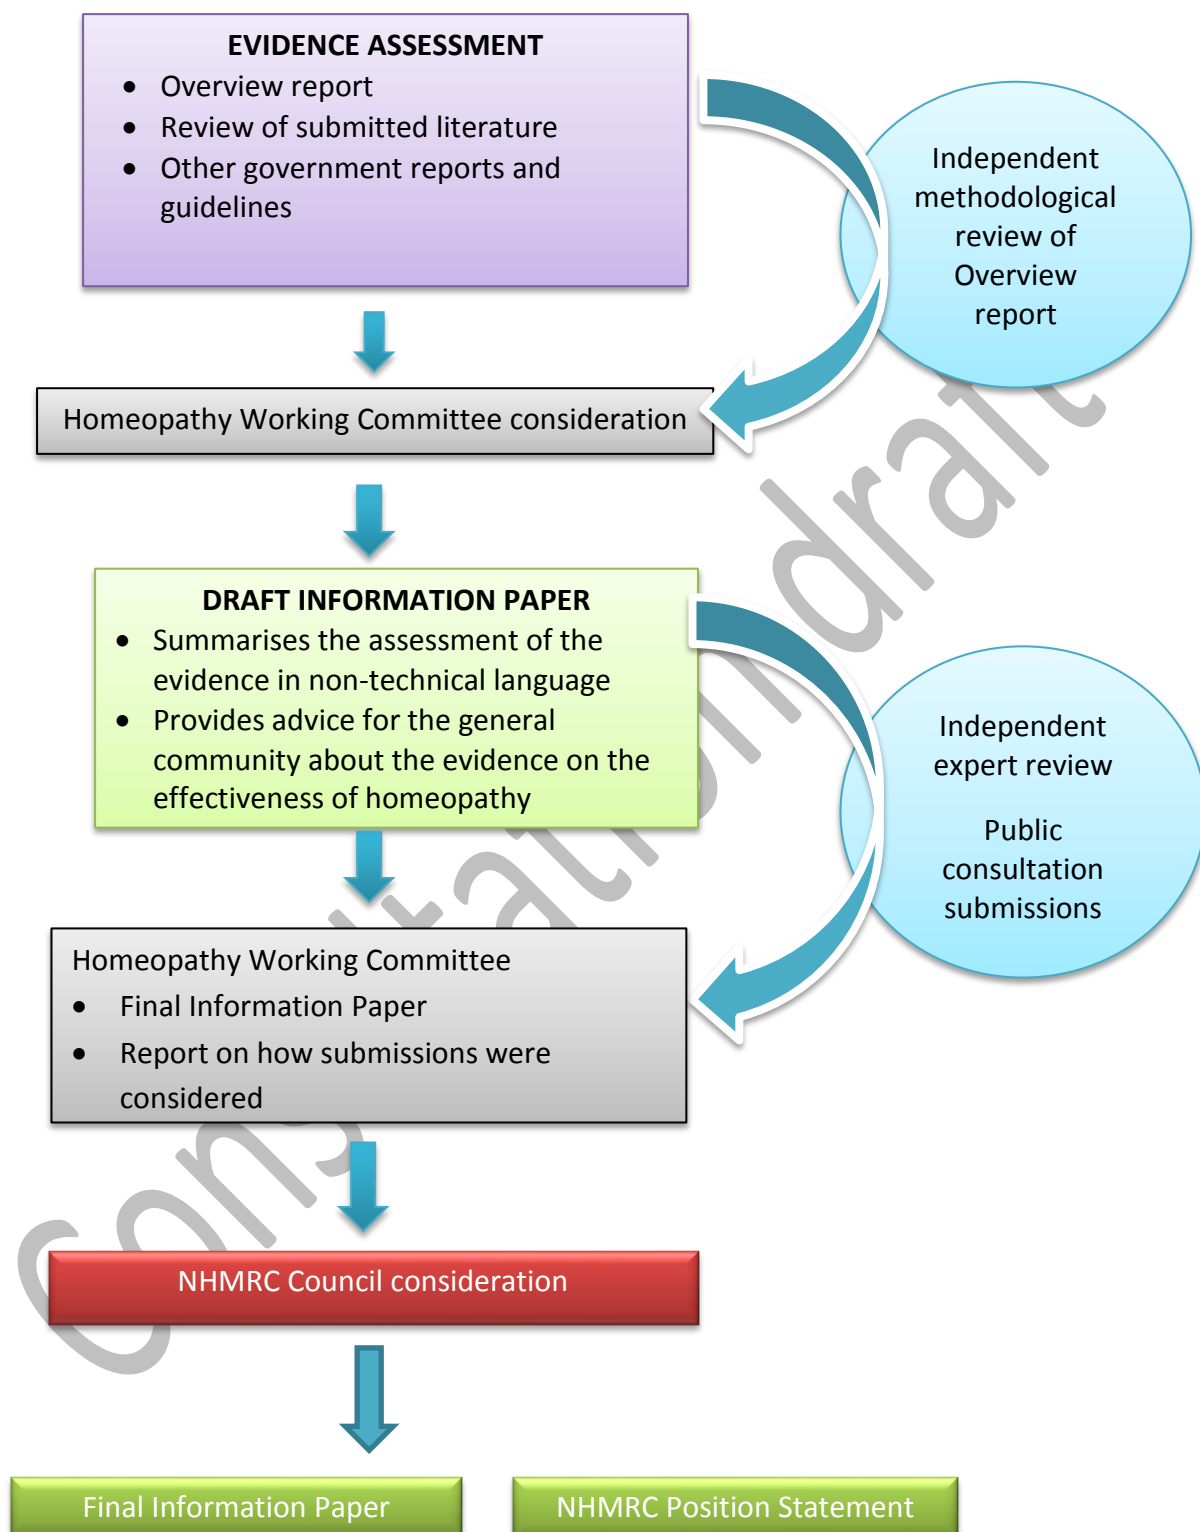 EVIDENCE ASSESSMENT
• Overview report
• Review of submitted literature
• Other government reports and
guidelines
Independent
methodological
review of
Overview
report
Homeopathy Working Committee consideration
DRAFT INFORMATION PAPER
• Summarises the assessment of the
evidence in non-technical language
• Provides advice for the general
community about the evidence on the
effectiveness of homeopathy
Independent
expert review
Public
consultation
submissions
Homeopathy Working Committee
• Final Information Paper
• Report on how submissions were
considered
NHMRC Council consideration
Final Information Paper
NHMRC Position Statement
Consultation draft